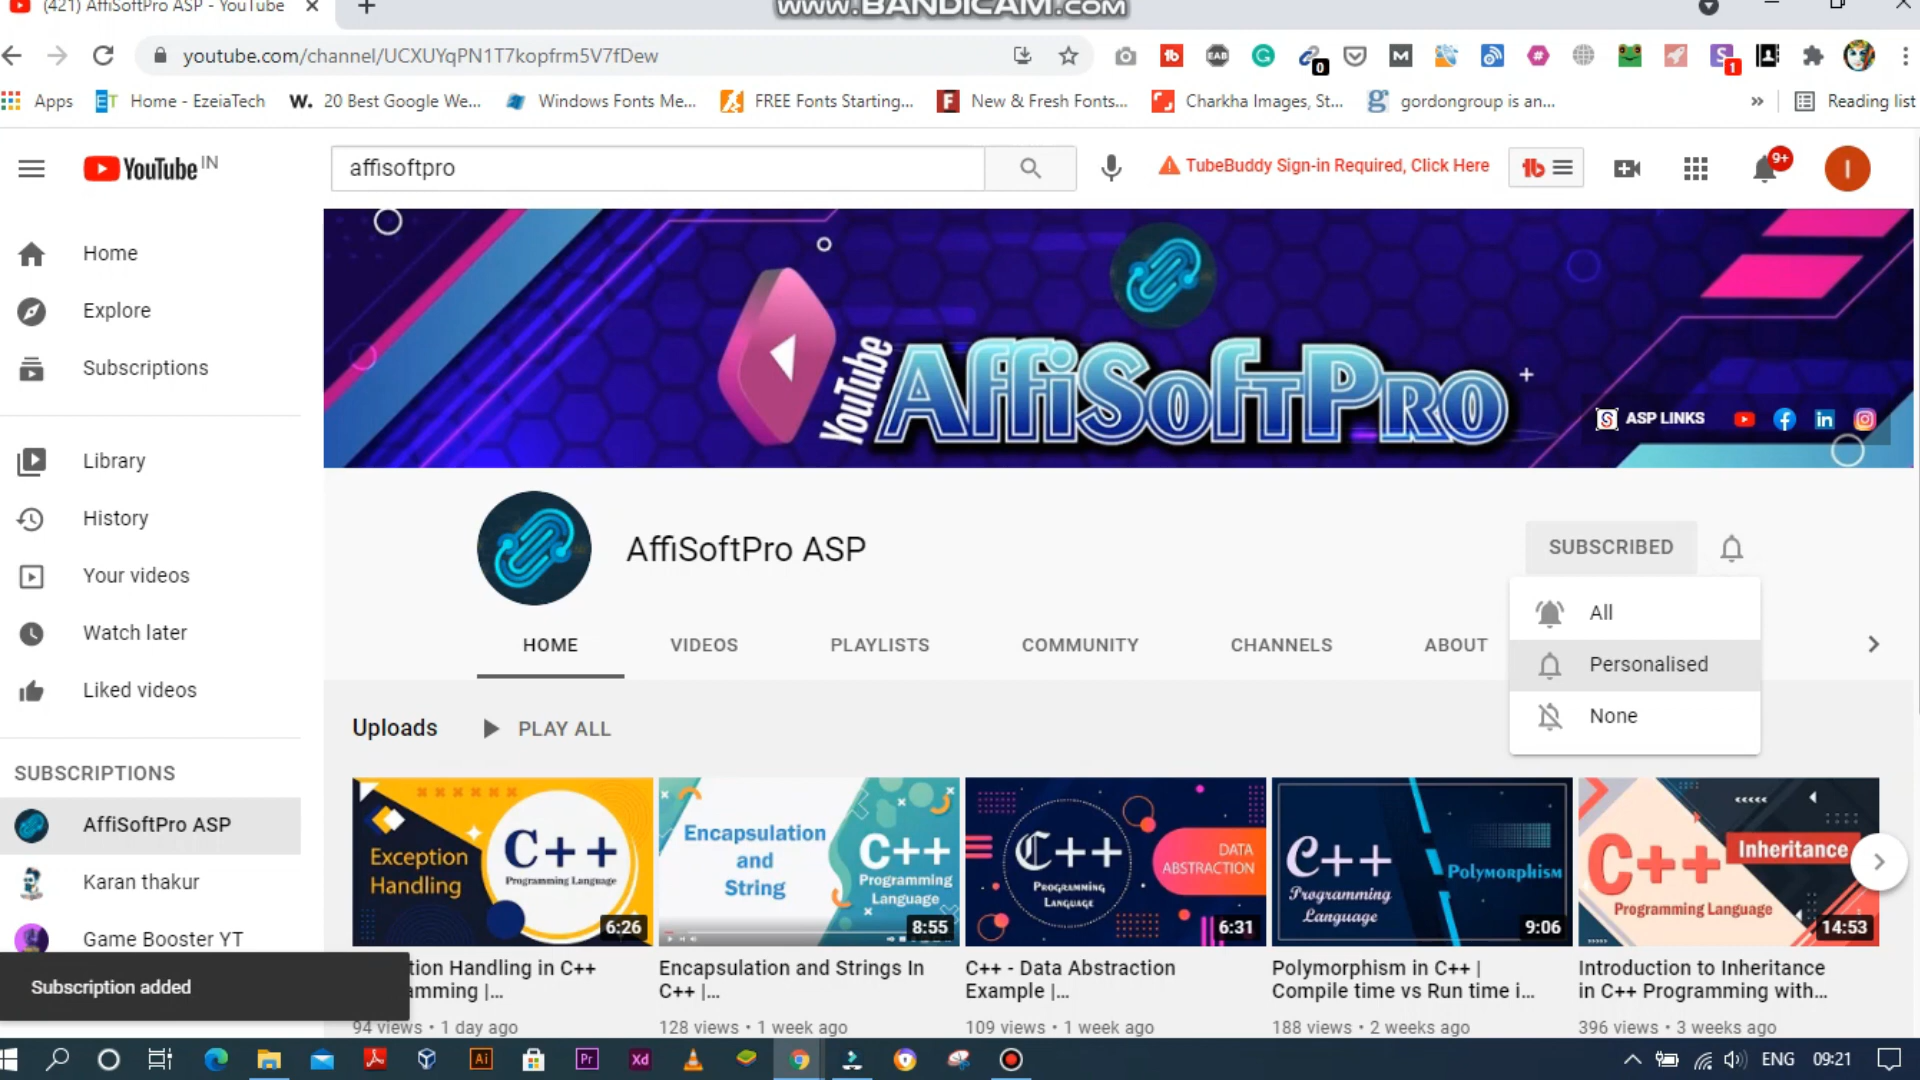 (421) AffiSoftPro ASP - YouTube
www.BANDICAM.com
youtube.com/channel/UCXUYqPN1T7kopfrm5V7fDew
Apps
ET Home - EzeiaTech
W. 20 Best Google We...
Windows Fonts Me...
FREE Fonts Starting...
F New & Fresh Fonts...
Charkha Images, St...
g gordongroup is an...
» Reading list
YouTube IN
affisoftpro
TubeBuddy Sign-in Required, Click Here
9+
I
Home
Explore
Subscriptions
Library
History
Your videos
Watch later
Liked videos
SUBSCRIPTIONS
AffiSoftPro ASP
Karan thakur
Game Booster YT
Subscription added
YouTube AffiSoftPro
ASP LINKS
AffiSoftPro ASP
SUBSCRIBED
All
Personalised
None
HOME VIDEOS PLAYLISTS COMMUNITY CHANNELS ABOUT
Uploads PLAY ALL
Exception
Handling
C++
Programming Language
6:26
Encapsulation
and
String
C++
Programming
Language
8:55
C++
Programming
Language
DATA
ABSTRACTION
6:31
C++
Programming
Language
Polymorphism
9:06
C++
Inheritance
Programming Language
14:53
tion Handling in C++
amming |...
94 views • 1 day ago
Encapsulation and Strings In
C++ |...
128 views • 1 week ago
C++ - Data Abstraction
Example |...
109 views • 1 week ago
Polymorphism in C++ |
Compile time vs Run time i...
188 views • 2 weeks ago
Introduction to Inheritance
in C++ Programming with...
396 views • 3 weeks ago
Ai
Pr
Xd
ENG 09:21